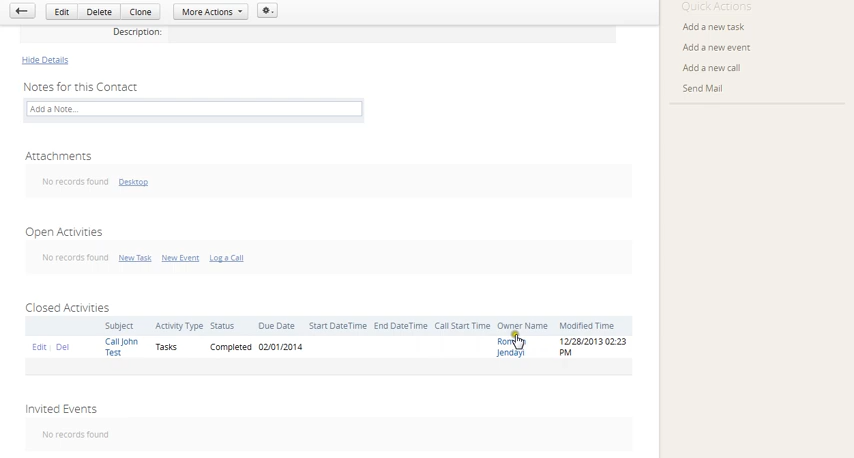 Edit Delete Clone More Actions
Quick Actions
Description:
Add a new task
Add a new event
Hide Details
Add a new call
Notes for this Contact
Send Mail
Add a Note...
Attachments
No records found Desktop
Open Activities
No records found New Task New Event Log a Call
Closed Activities
Subject Activity Type Status Due Date Start DateTime End DateTime Call Start Time Owner Name Modified Time
Edit | Del Call John Tasks Completed 02/01/2014 12/28/2013 02:23
Test Jendayi PM
Invited Events
No records found